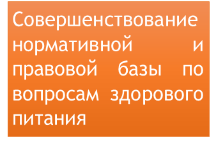 Совершенствование
нормативной и
правовой базы по
вопросам здорового
питания